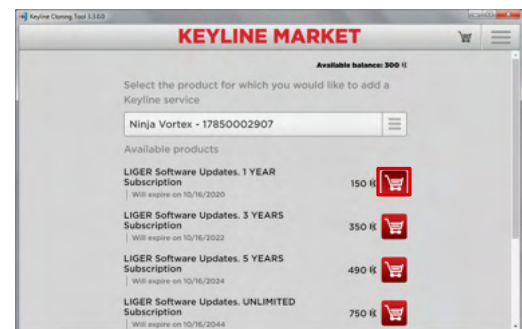 Keyline Cloning Tool 3.3.0.0
KEYLINE MARKET
Available balance: 300
Select the product for which you would like to add a
Keyline service
Ninja Vortex - 17850002907
Available products
LIGER Software Updates. 1 YEAR
Subscription
150
Will expire on 10/16/2020
LIGER Software Updates. 3 YEARS
Subscription
350
Will expire on 10/16/2022
LIGER Software Updates. 5 YEARS
Subscription
490
Will expire on 10/16/2024
LIGER Software Updates. UNLIMITED
Subscription
750
Will expire on 10/16/2044